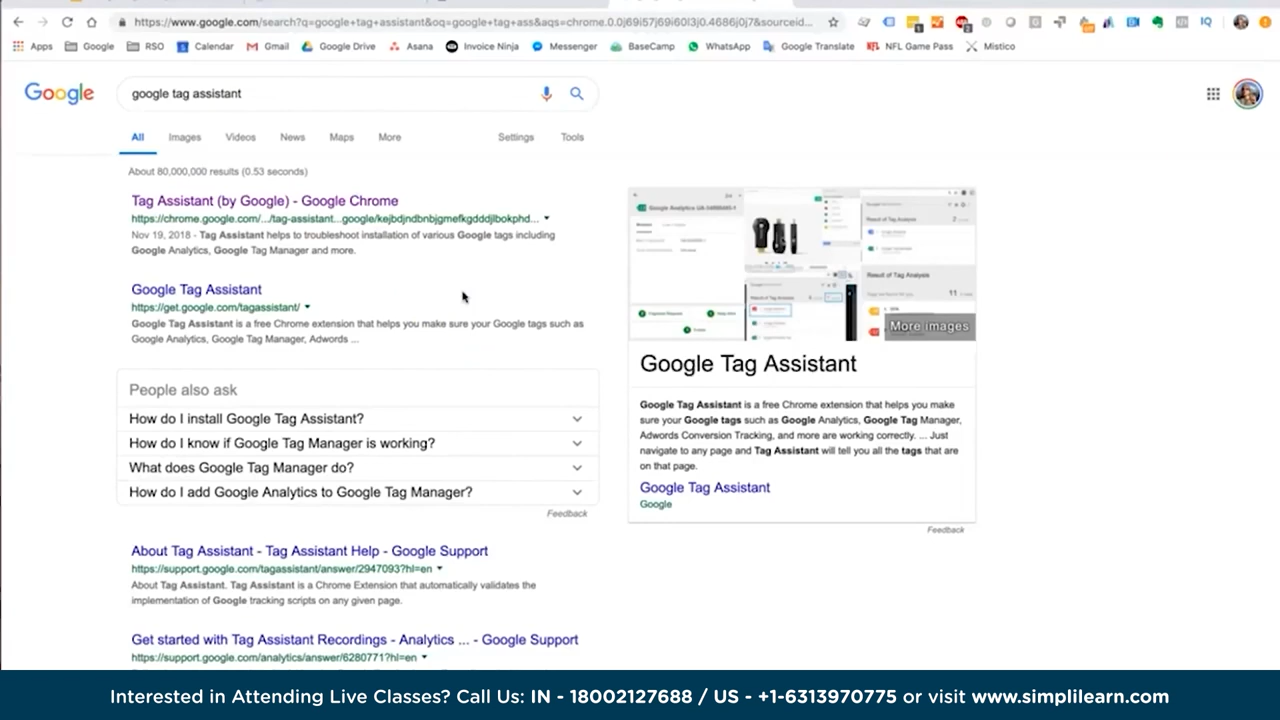 https://www.google.com/search?q=google+tag+assistant&oq=google+tag+ass&aqs=chrome.0.0j69i57j69i60l3j0.4686j0j7&sourceid...
Apps Google RSO Calendar Gmail Google Drive Asana Invoice Ninja Messenger BaseCamp WhatsApp Google Translate NFL Game Pass Mistico
Google
google tag assistant
All Images Videos News Maps More Settings Tools
About 80,000,000 results (0.53 seconds)
Tag Assistant (by Google) - Google Chrome
https://chrome.google.com/.../tag-assistant...google/kejbdjndbnbjgmefkgdddjlbokphd...
Nov 19, 2018 - Tag Assistant helps to troubleshoot installation of various Google tags including
Google Analytics, Google Tag Manager and more.
Google Tag Assistant
https://get.google.com/tagassistant/
Google Tag Assistant is a free Chrome extension that helps you make sure your Google tags such as
Google Analytics, Google Tag Manager, Adwords ...
People also ask
How do I install Google Tag Assistant?
How do I know if Google Tag Manager is working?
What does Google Tag Manager do?
How do I add Google Analytics to Google Tag Manager?
Feedback
About Tag Assistant - Tag Assistant Help - Google Support
https://support.google.com/tagassistant/answer/2947093?hl=en
About Tag Assistant. Tag Assistant is a Chrome Extension that automatically validates the
implementation of Google tracking scripts on any given page.
Get started with Tag Assistant Recordings - Analytics ... - Google Support
https://support.google.com/analytics/answer/6280771?hl=en
Result of Tag Analysis
Result of Tag Analysis
11
More images
Google Tag Assistant
Google Tag Assistant is a free Chrome extension that helps you make
sure your Google tags such as Google Analytics, Google Tag Manager,
Adwords Conversion Tracking, and more are working correctly. ... Just
navigate to any page and Tag Assistant will tell you all the tags that are
on that page.
Google Tag Assistant
Google
Feedback
Interested in Attending Live Classes? Call Us: IN - 18002127688 / US - +1-6313970775 or visit www.simplilearn.com